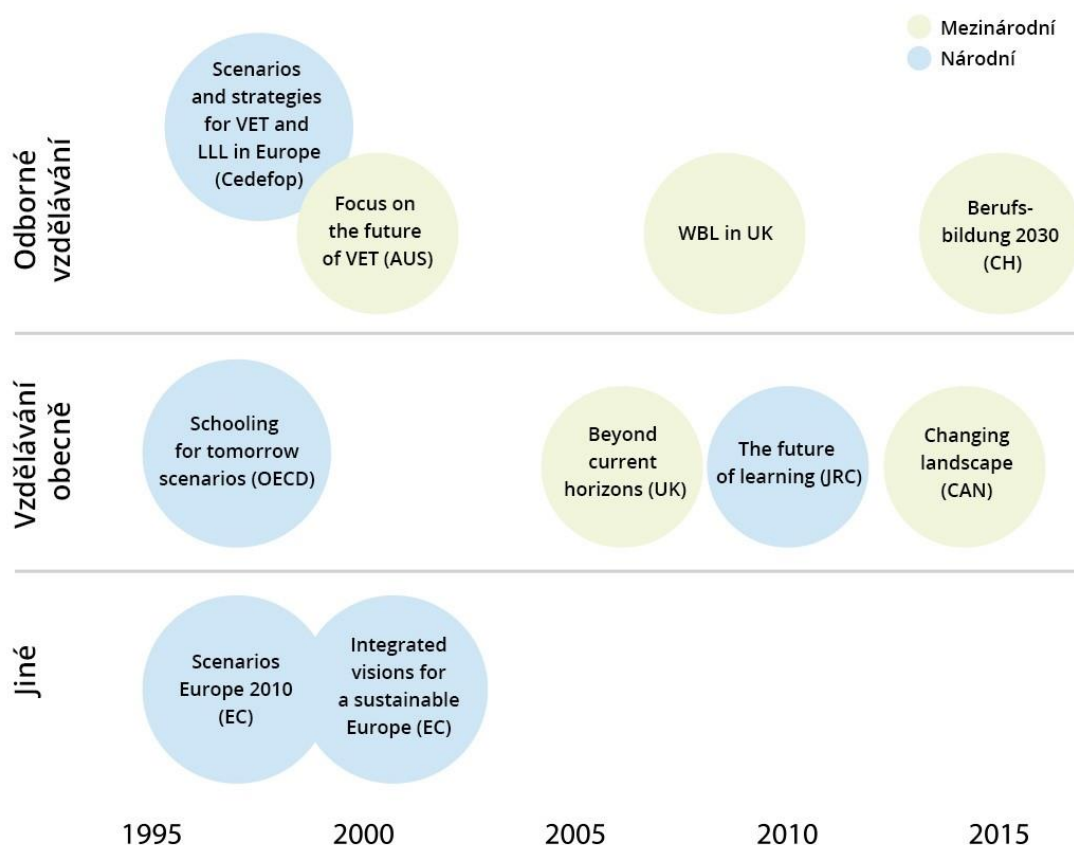 Mezinárodní
Národní
Odborné
vzdělávání
Scenarios
and strategies
for VET and
LLL in Europe
(Cedefop)
Focus on
the future
of VET (AUS)
WBL in UK
Berufs-
bildung 2030
(CH)
Vzdělávání
obecně
Schooling
for tomorrow
scenarios (OECD)
Beyond
current
horizons (UK)
The future
of learning (JRC)
Changing
landscape
(CAN)
Jiné
Scenarios
Europe 2010
(EC)
Integrated
visions for
a sustainable
Europe (EC)
1995 2000 2005 2010 2015